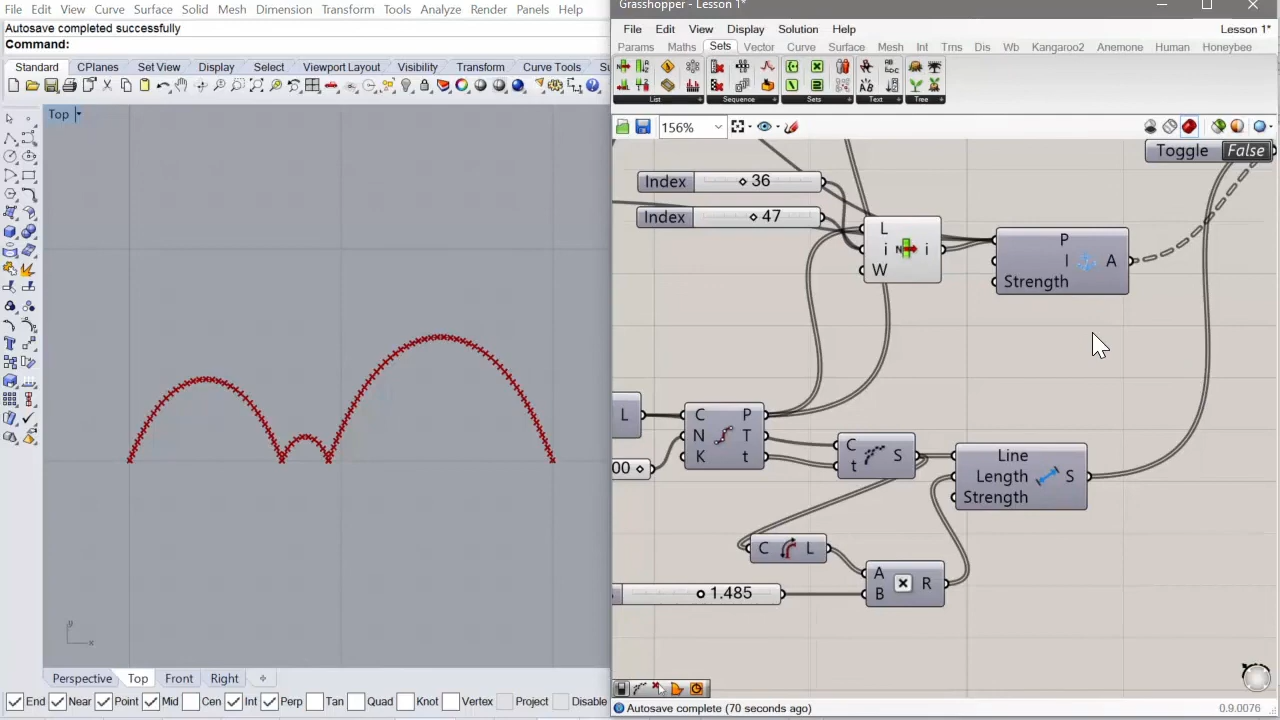 File Edit View Curve Surface Solid Mesh Dimension Transform Tools Analyze Render Panels Help
Autosave completed successfully
Command:
Standard CPlanes Set View Display Select Viewport Layout Visibility Transform Curve Tools Su
Top
Perspective Top Front Right
End Near Point Mid Cen Int Perp Tan Quad Knot Vertex Project Disable
Grasshopper - Lesson 1*
File Edit View Display Solution Help Lesson 1*
Params Maths Sets Vector Curve Surface Mesh Int Trns Dis Wb Kangaroo2 Anemone Human Honeybee
List Sequence Sets Text Tree
156%
Toggle False
Index 36
Index 47
L
i i
W
P
I A
Strength
L
C P
N T
K t
00
C S
t
Line
Length S
Strength
C L
A R
B
1.485
Autosave complete (70 seconds ago) 0.9.0076